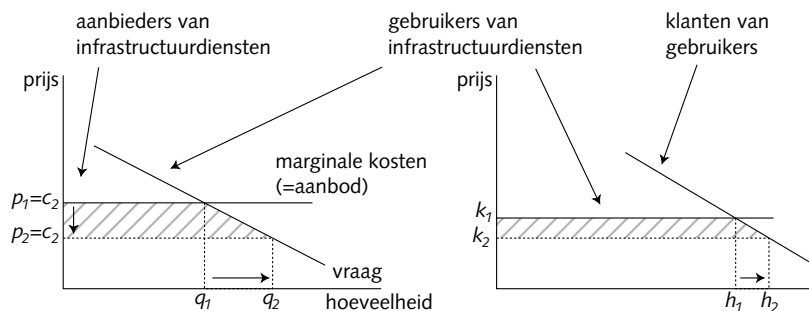 aanbieders van
infrastructuurdiensten
gebruikers van
infrastructuurdiensten
klanten van
gebruikers
prijs
marginale kosten
(=aanbod)
p1=c2
p2=c2
vraag
q1
q2
hoeveelheid
prijs
k1
k2
h1
h2